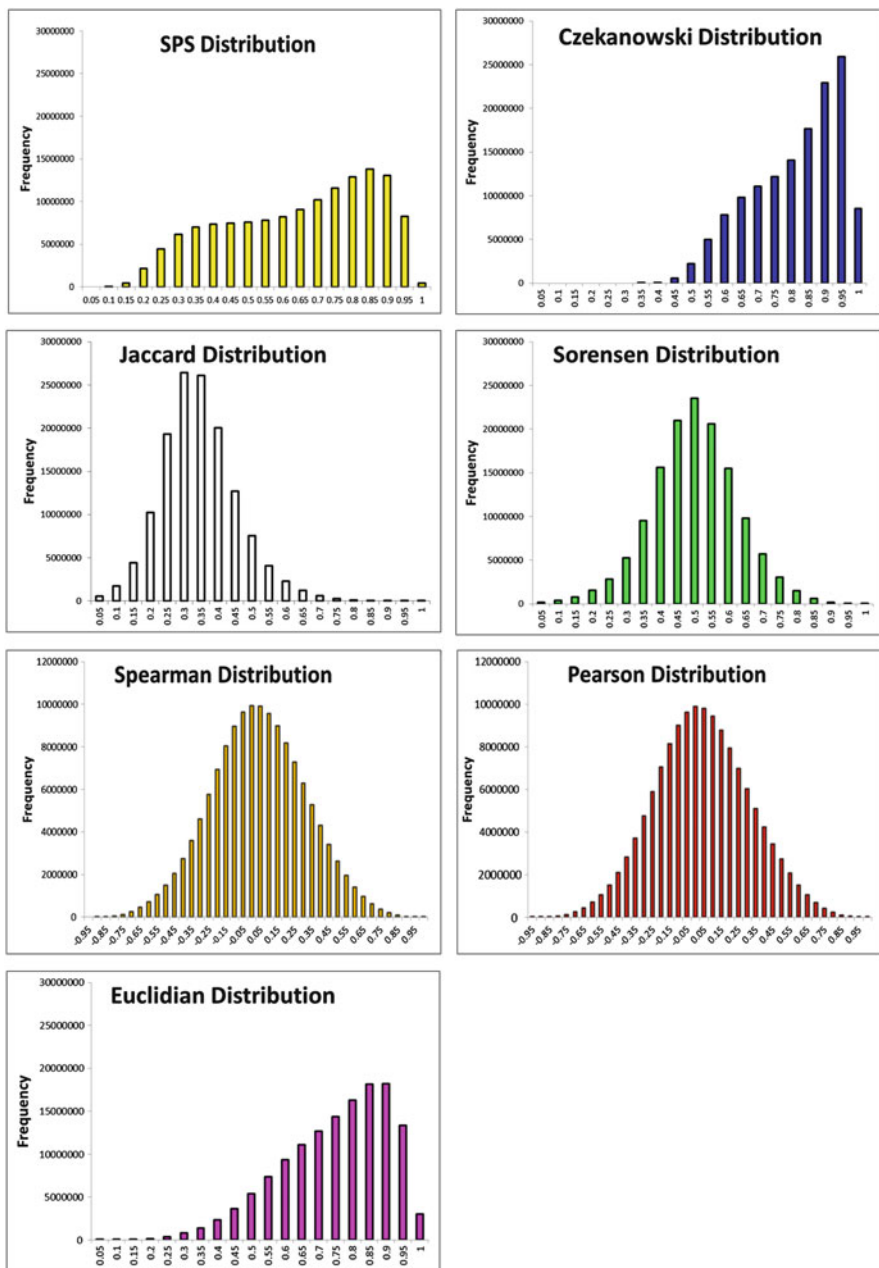 SPS Distribution
Frequency
30000000
25000000
20000000
15000000
10000000
5000000
0
0.05 0.1 0.15 0.2 0.25 0.3 0.35 0.4 0.45 0.5 0.55 0.6 0.65 0.7 0.75 0.8 0.85 0.9 0.95 1
Czekanowski Distribution
Frequency
30000000
25000000
20000000
15000000
10000000
5000000
0
0.05 0.1 0.15 0.2 0.25 0.3 0.35 0.4 0.45 0.5 0.55 0.6 0.65 0.7 0.75 0.8 0.85 0.9 0.95 1
Jaccard Distribution
Frequency
30000000
25000000
20000000
15000000
10000000
5000000
0
0.05 0.1 0.15 0.2 0.25 0.3 0.35 0.4 0.45 0.5 0.55 0.6 0.65 0.7 0.75 0.8 0.85 0.9 0.95 1
Sorensen Distribution
Frequency
30000000
25000000
20000000
15000000
10000000
5000000
0
0.05 0.1 0.15 0.2 0.25 0.3 0.35 0.4 0.45 0.5 0.55 0.6 0.65 0.7 0.75 0.8 0.85 0.9 0.95 1
Spearman Distribution
Frequency
12000000
10000000
8000000
6000000
4000000
2000000
0
-0.95 -0.85 -0.75 -0.65 -0.55 -0.45 -0.35 -0.25 -0.15 -0.05 0.05 0.15 0.25 0.35 0.45 0.55 0.65 0.75 0.85 0.95
Pearson Distribution
Frequency
12000000
10000000
8000000
6000000
4000000
2000000
0
-0.95 -0.85 -0.75 -0.65 -0.55 -0.45 -0.35 -0.25 -0.15 -0.05 0.05 0.15 0.25 0.35 0.45 0.55 0.65 0.75 0.85 0.95
Euclidian Distribution
Frequency
30000000
25000000
20000000
15000000
10000000
5000000
0
0.05 0.1 0.15 0.2 0.25 0.3 0.35 0.4 0.45 0.5 0.55 0.6 0.65 0.7 0.75 0.8 0.85 0.9 0.95 1